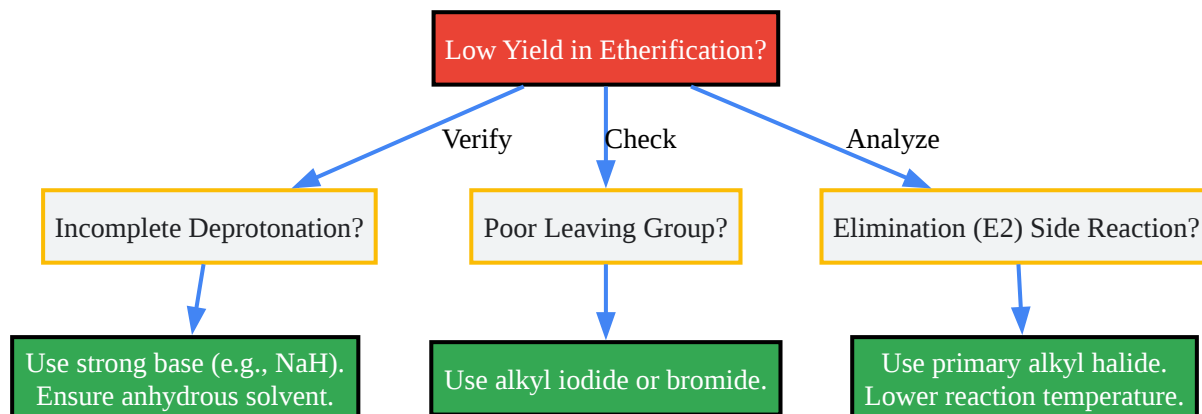 Low Yield in Etherification?
Verify
Check
Analyze
Incomplete Deprotonation?
Poor Leaving Group?
Elimination (E2) Side Reaction?
Use strong base (e.g., NaH).
Ensure anhydrous solvent.
Use alkyl iodide or bromide.
Use primary alkyl halide.
Lower reaction temperature.